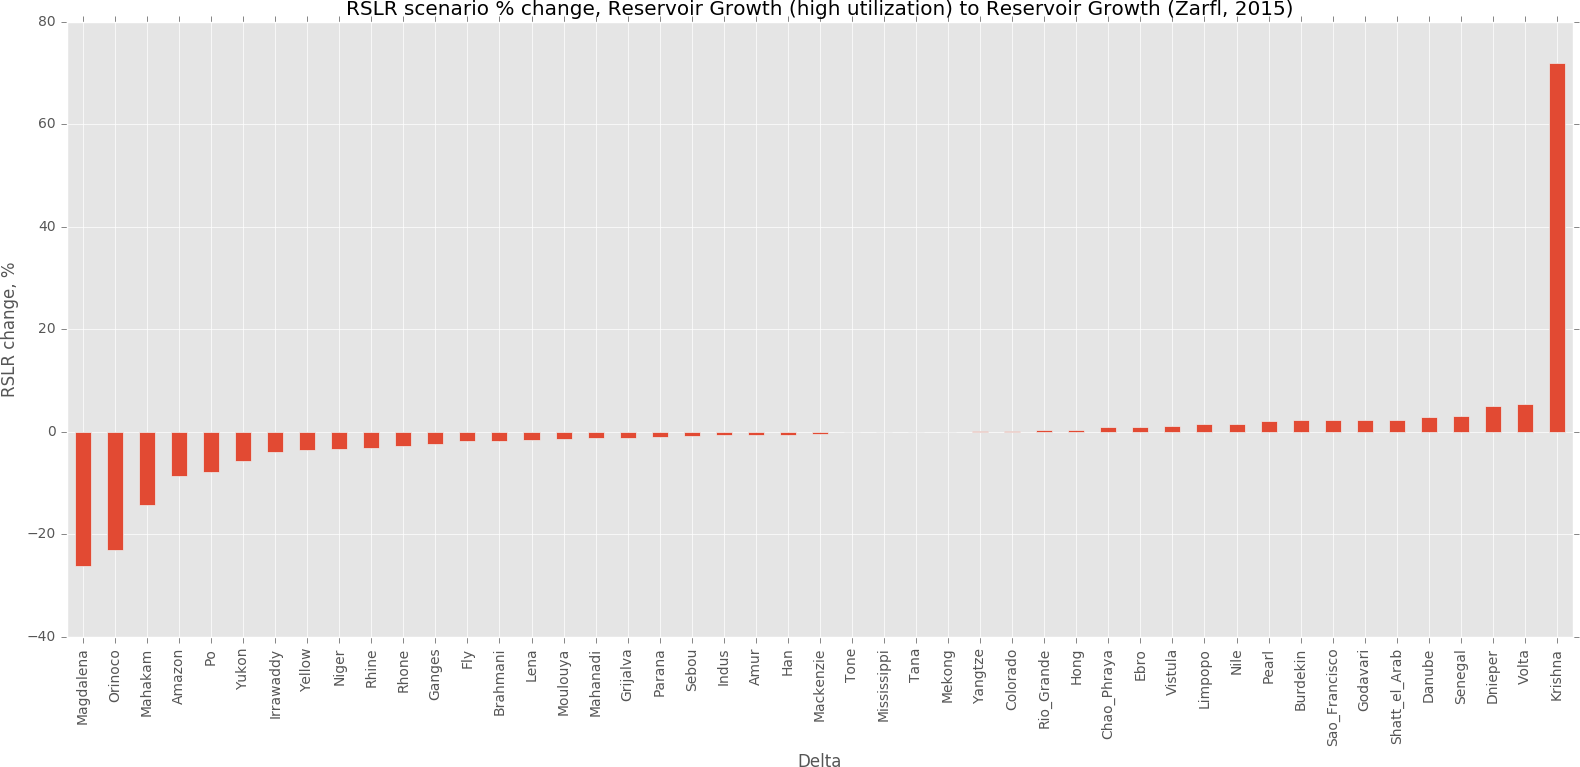 RSLR scenario % change, Reservoir Growth (high utilization) to Reservoir Growth (Zarfl, 2015)
80
60
40
20
0
−20
−40
RSLR change, %
Magdalena
Orinoco
Mahakam
Amazon
Po
Yukon
Irrawaddy
Yellow
Niger
Rhine
Rhone
Ganges
Fly
Brahmani
Lena
Moulouya
Mahanadi
Grijalva
Parana
Sebou
Indus
Amur
Han
Mackenzie
Tone
Mississippi
Tana
Mekong
Yangtze
Colorado
Rio_Grande
Hong
Chao_Phraya
Ebro
Vistula
Limpopo
Nile
Pearl
Burdekin
Sao_Francisco
Godavari
Shatt_el_Arab
Danube
Senegal
Dnieper
Volta
Krishna
Delta